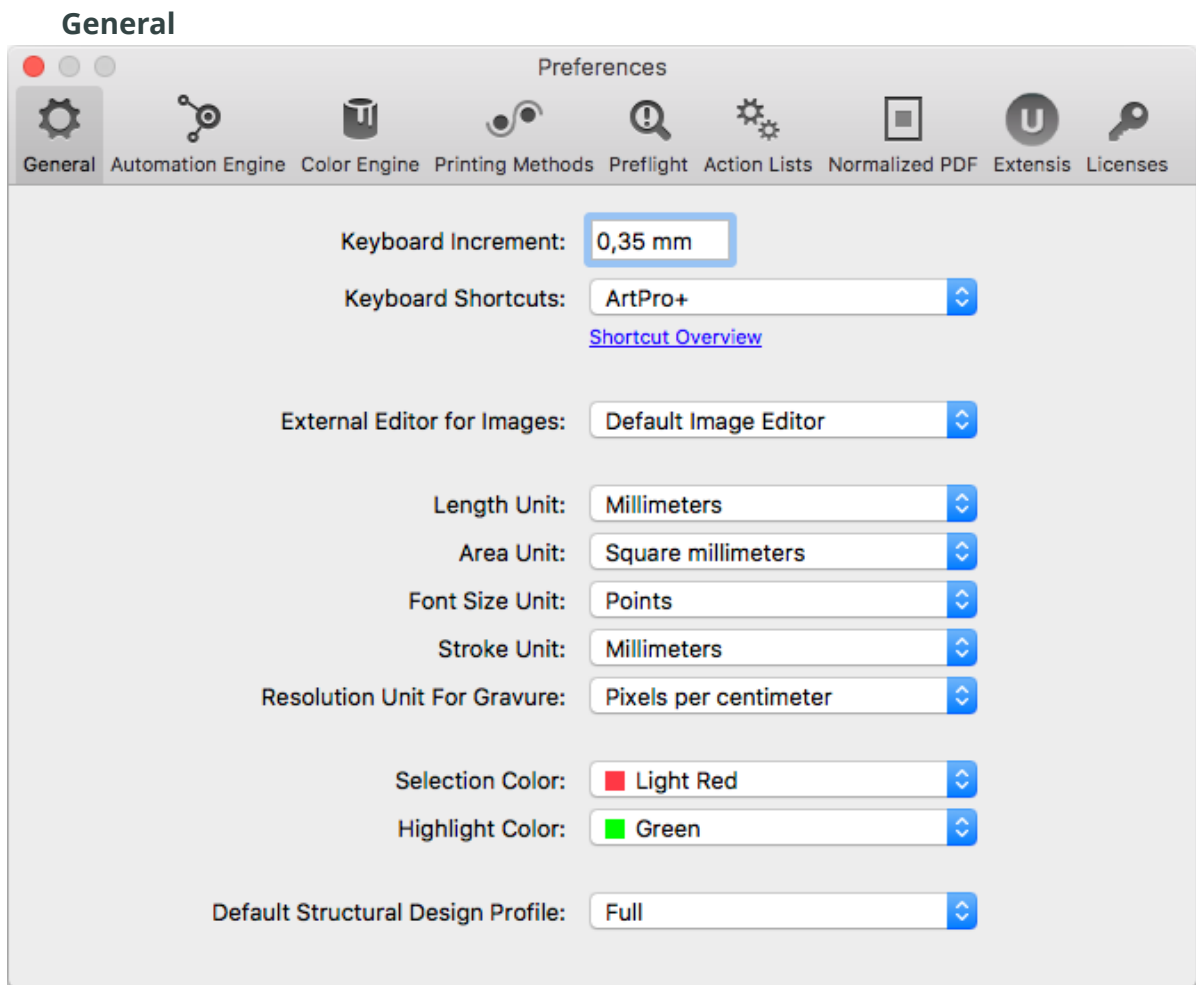 General
Preferences
General Automation Engine Color Engine Printing Methods Preflight Action Lists Normalized PDF Extensis Licenses
Keyboard Increment: 0,35 mm
Keyboard Shortcuts: ArtPro+
Shortcut Overview
External Editor for Images: Default Image Editor
Length Unit: Millimeters
Area Unit: Square millimeters
Font Size Unit: Points
Stroke Unit: Millimeters
Resolution Unit For Gravure: Pixels per centimeter
Selection Color: Light Red
Highlight Color: Green
Default Structural Design Profile: Full